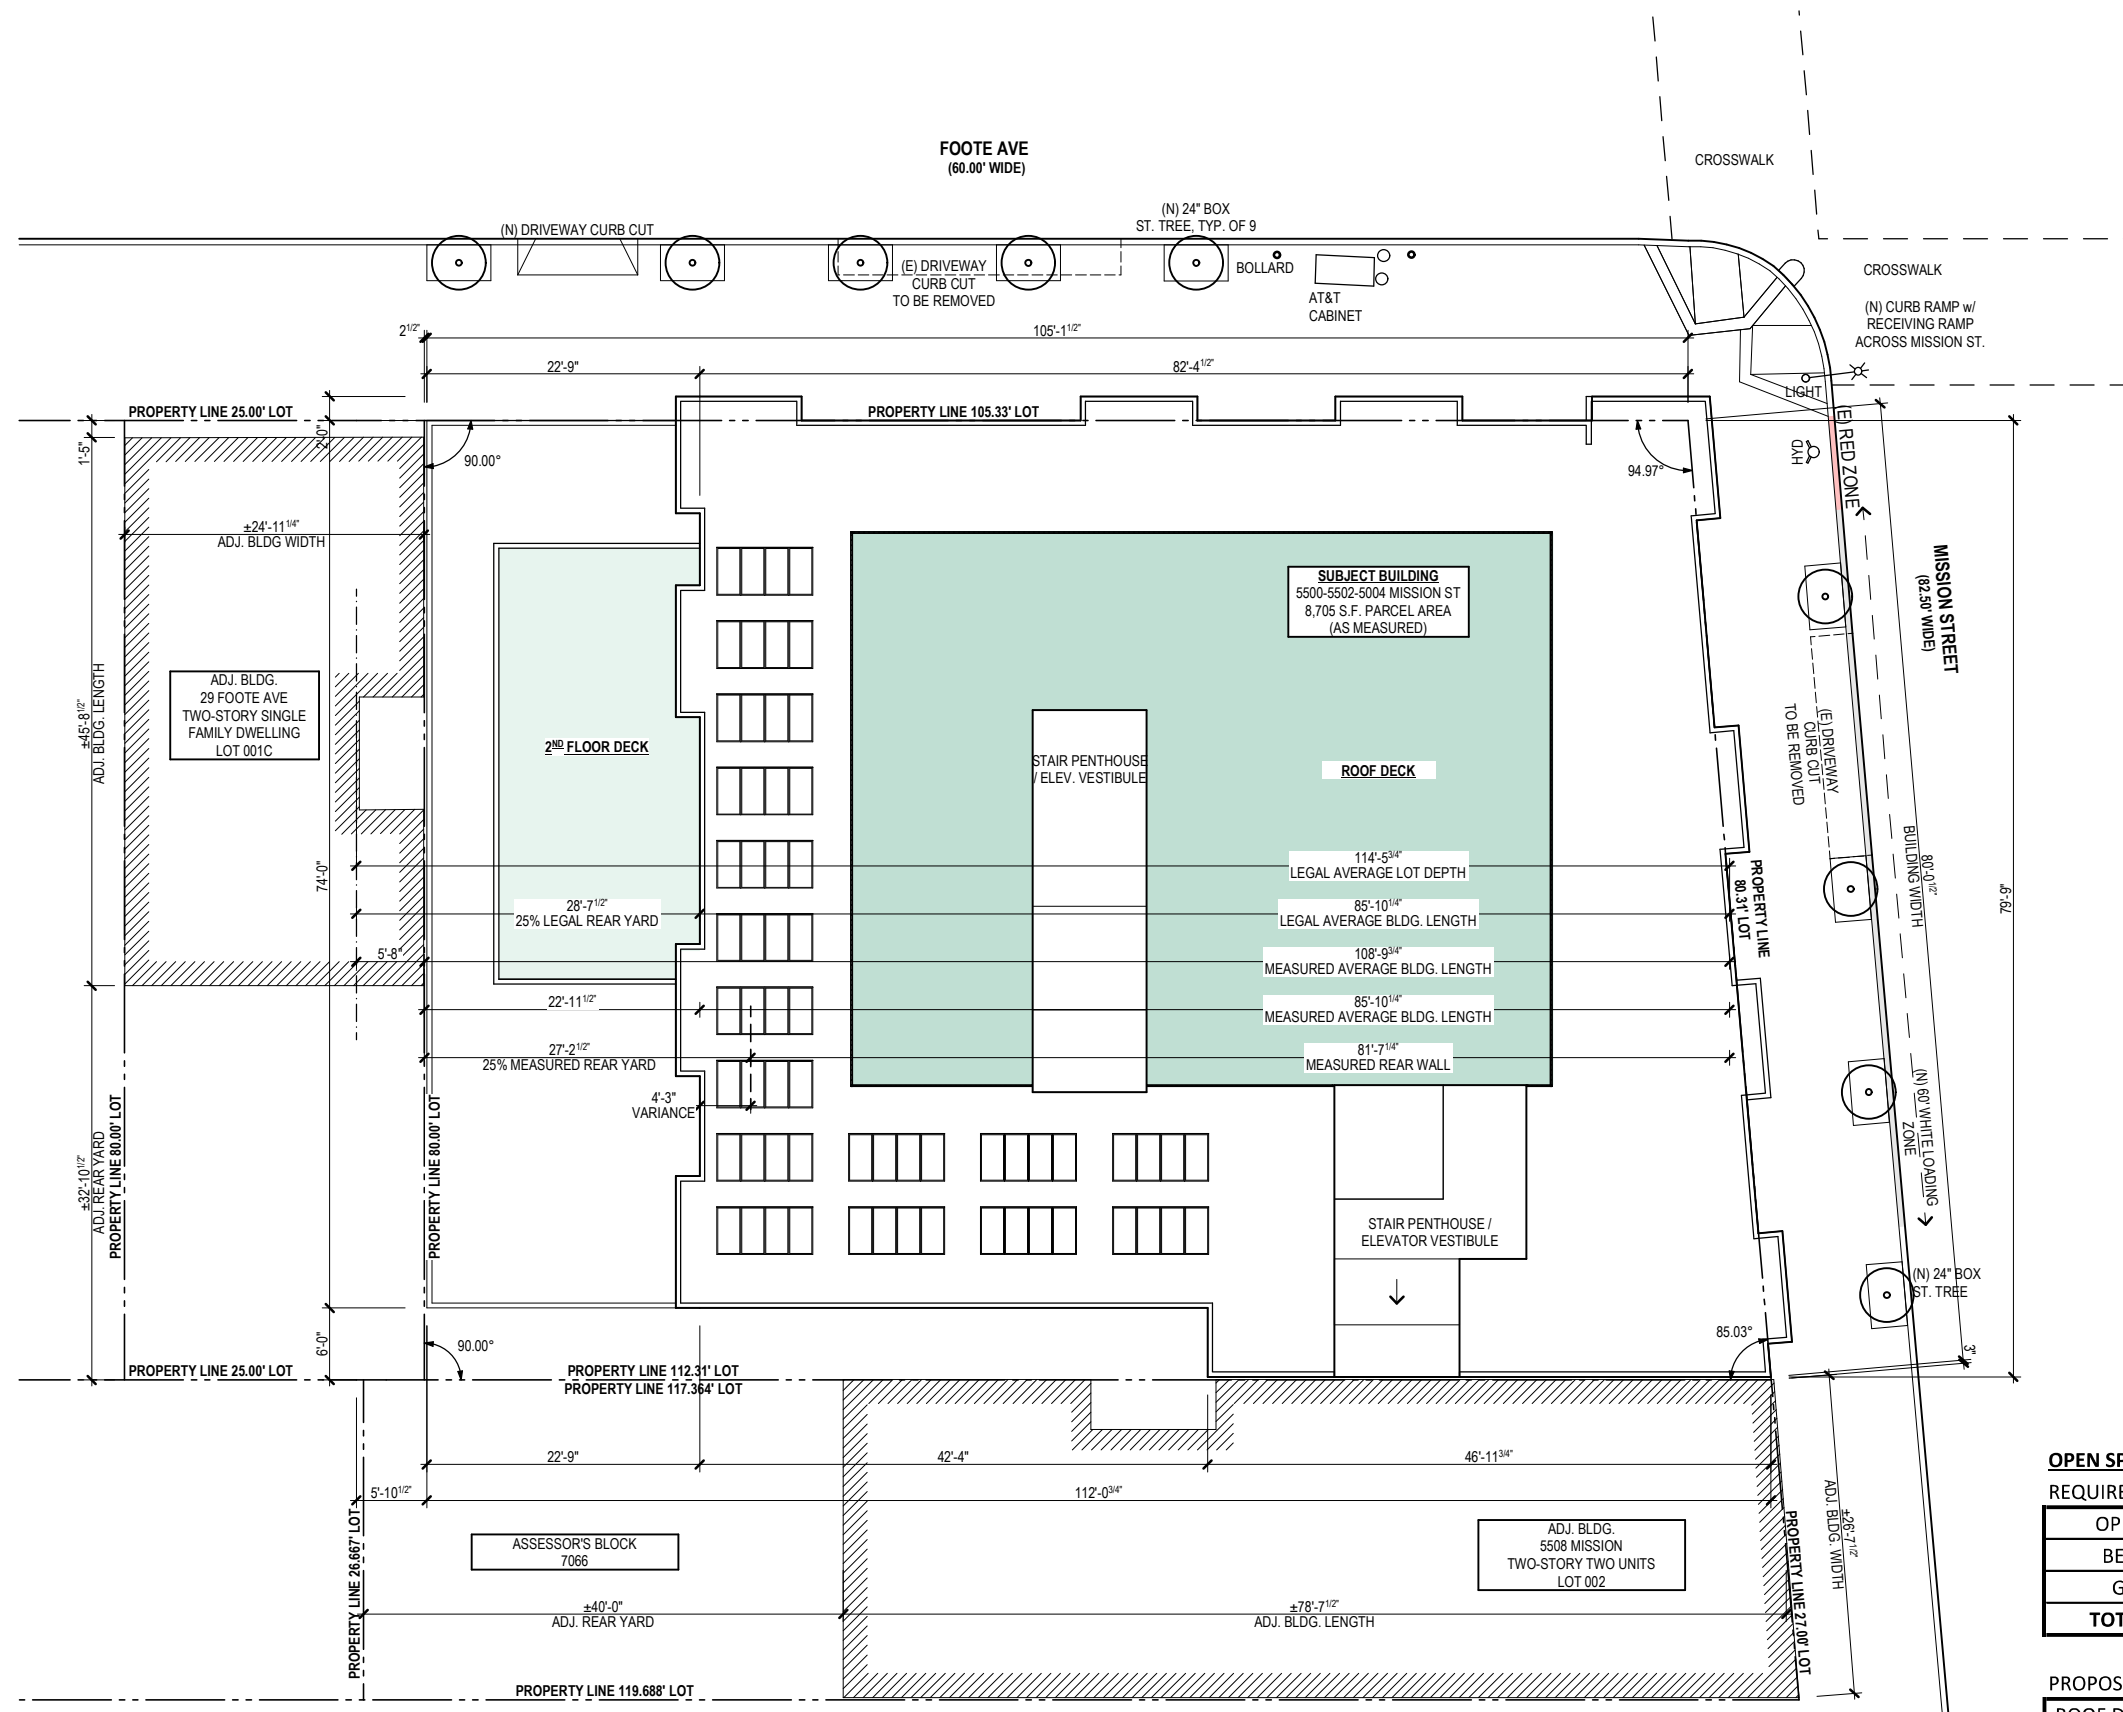 FOOTE AVE
(60.00' WIDE)
CROSSWALK
(N) 24" BOX
ST. TREE, TYP. OF 9
(N) DRIVEWAY CURB CUT
(E) DRIVEWAY
CURB CUT
TO BE REMOVED
BOLLARD
AT&T
CABINET
CROSSWALK
(N) CURB RAMP w/
RECEIVING RAMP
ACROSS MISSION ST.
2 1/2"
105'-1 1/2"
22'-9"
82'-4 1/2"
LIGHT
PROPERTY LINE 25.00' LOT
PROPERTY LINE 105.33' LOT
(E) RED ZONE
HYD
1'-5"
2'-0"
90.00°
94.97°
±24'-11 1/4"
ADJ. BLDG WIDTH
MISSION STREET
(82.50' WIDE)
SUBJECT BUILDING
5500-5502-5004 MISSION ST
8,705 S.F. PARCEL AREA
(AS MEASURED)
ADJ. BLDG.
29 FOOTE AVE
TWO-STORY SINGLE
FAMILY DWELLING
LOT 001C
±45'-8 1/2"
ADJ. BLDG. LENGTH
2ND FLOOR DECK
STAIR PENTHOUSE
/ ELEV. VESTIBULE
ROOF DECK
(E) DRIVEWAY
CURB CUT
TO BE REMOVED
74'-0"
114'-5 3/4"
LEGAL AVERAGE LOT DEPTH
80'-0 1/2"
BUILDING WIDTH
79'-9"
PROPERTY LINE
80.31' LOT
28'-7 1/2"
25% LEGAL REAR YARD
85'-10 1/4"
LEGAL AVERAGE BLDG. LENGTH
5'-8"
108'-9 3/4"
MEASURED AVERAGE BLDG. LENGTH
22'-11 1/2"
85'-10 1/4"
MEASURED AVERAGE BLDG. LENGTH
27'-2 1/2"
25% MEASURED REAR YARD
81'-7 1/4"
MEASURED REAR WALL
4'-3"
VARIANCE
±32'-10 1/2"
ADJ. REAR YARD
PROPERTY LINE 80.00' LOT
PROPERTY LINE 80.00' LOT
(N) 60' WHITE LOADING
ZONE
STAIR PENTHOUSE /
ELEVATOR VESTIBULE
(N) 24" BOX
ST. TREE
6'-0"
90.00°
85.03°
3"
PROPERTY LINE 25.00' LOT
PROPERTY LINE 112.31' LOT
PROPERTY LINE 117.364' LOT
22'-9"
42'-4"
46'-11 3/4"
5'-10 1/2"
112'-0 3/4"
±26'-7 1/2"
ADJ. BLDG. WIDTH
PROPERTY LINE 26.667' LOT
ASSESSOR'S BLOCK
7066
ADJ. BLDG.
5508 MISSION
TWO-STORY TWO UNITS
LOT 002
PROPERTY LINE 27.00' LOT
±40'-0"
ADJ. REAR YARD
±78'-7 1/2"
ADJ. BLDG. LENGTH
PROPERTY LINE 119.688' LOT
OPEN SP
REQUIRE
OP
BE
G
TOT
PROPOS